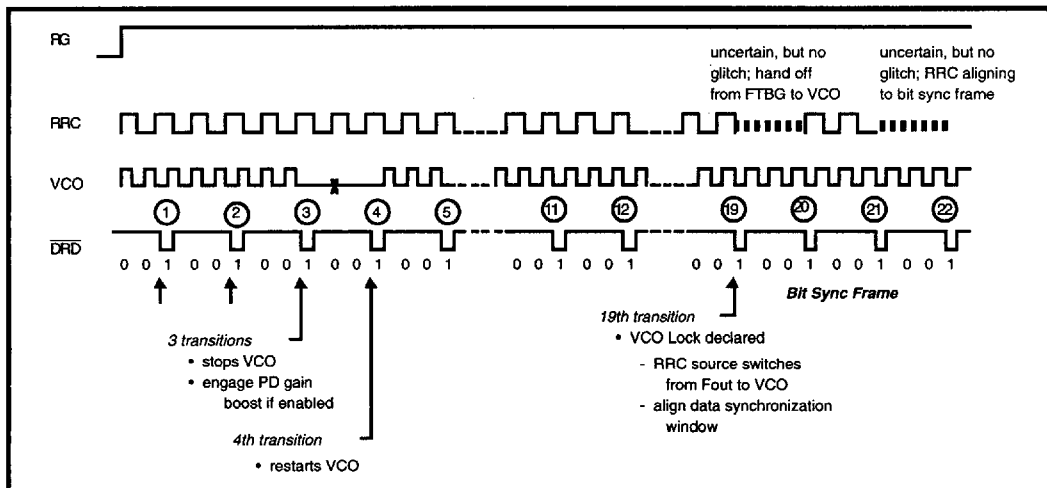 RG
uncertain, but no
glitch; hand off
from FTBG to VCO
uncertain, but no
glitch; RRC aligning
to bit sync frame
RRC
VCO
1 2 3 4 5 11 12 19 20 21 22
DRD
0 0 1 0 0 1 0 0 1 0 0 1 0 0 1 0 0 1 0 0 1 0 0 1 0 0 1 0 0 1 0 0 1
Bit Sync Frame
3 transitions
• stops VCO
• engage PD gain
boost if enabled
4th transition
• restarts VCO
19th transition
• VCO Lock declared
- RRC source switches
from Fout to VCO
- align data synchronization
window